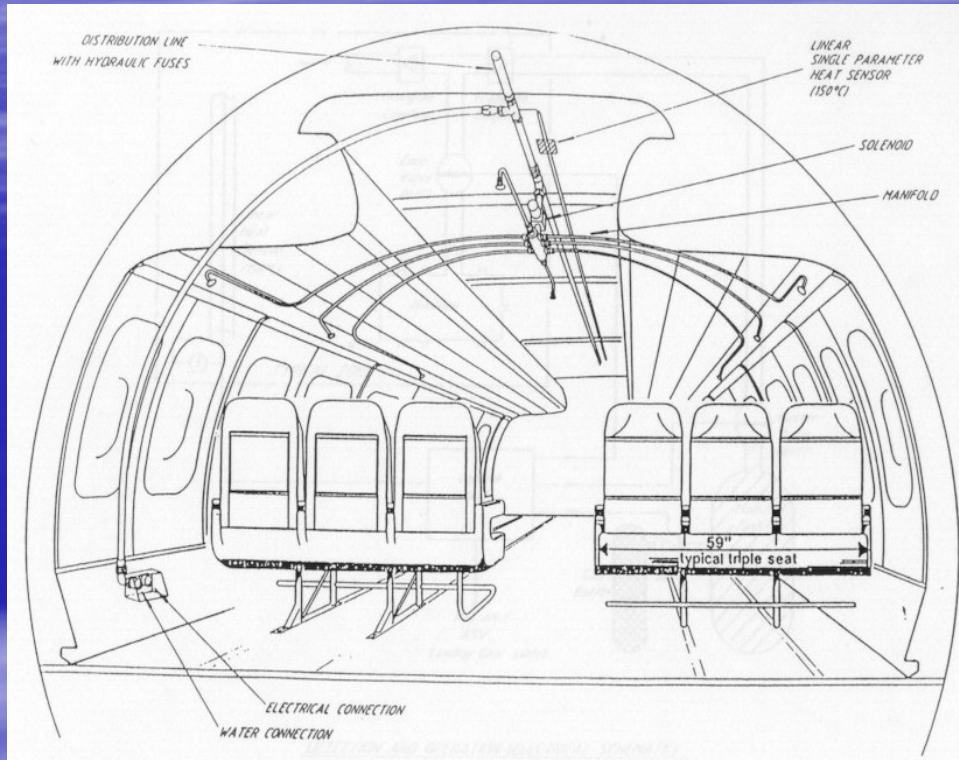 DISTRIBUTION LINE
WITH HYDRAULIC FUSES
LINEAR
SINGLE PARAMETER
HEAT SENSOR
(150°C)
SOLENOID
MANIFOLD
59"
typical triple seat
ELECTRICAL CONNECTION
WATER CONNECTION